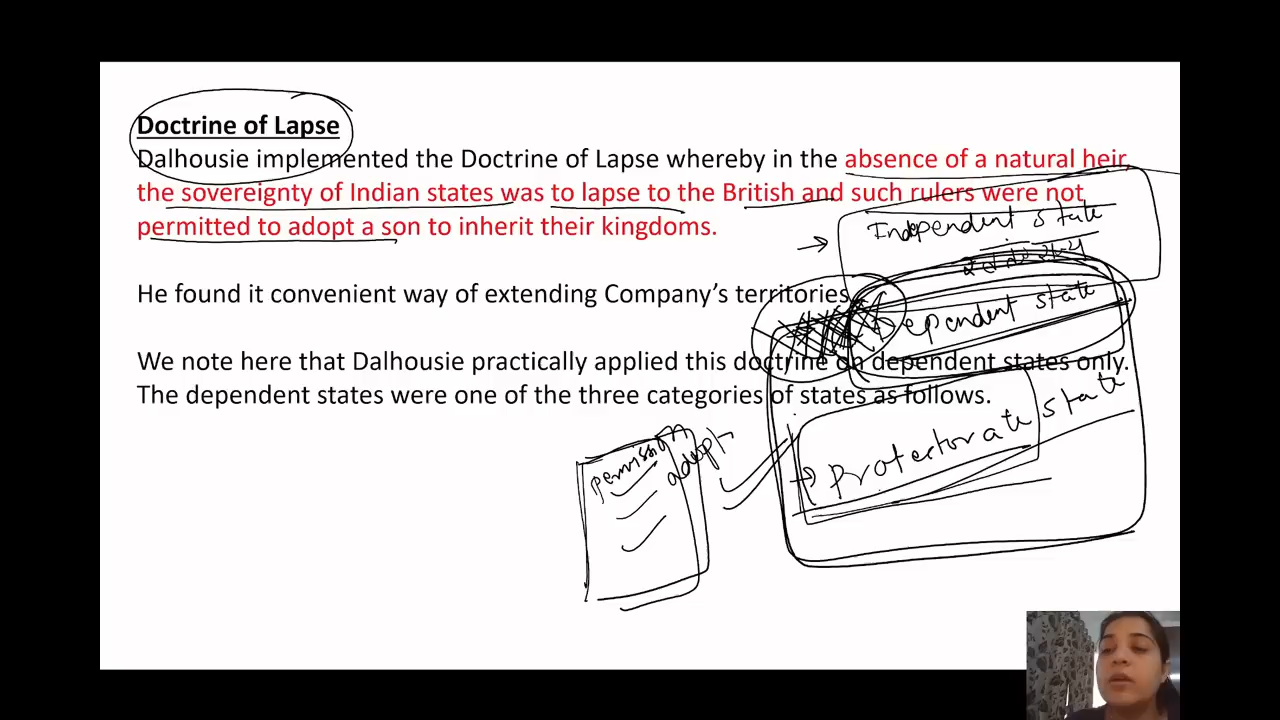 Doctrine of Lapse
Dalhousie implemented the Doctrine of Lapse whereby in the absence of a natural heir,
the sovereignty of Indian states was to lapse to the British and such rulers were not
permitted to adopt a son to inherit their kingdoms.
Independent state
He found it convenient way of extending Company's territories
Dependent state
We note here that Dalhousie practically applied this doctrine on dependent states only.
The dependent states were one of the three categories of states as follows.
Protectorate state
permission
adopt